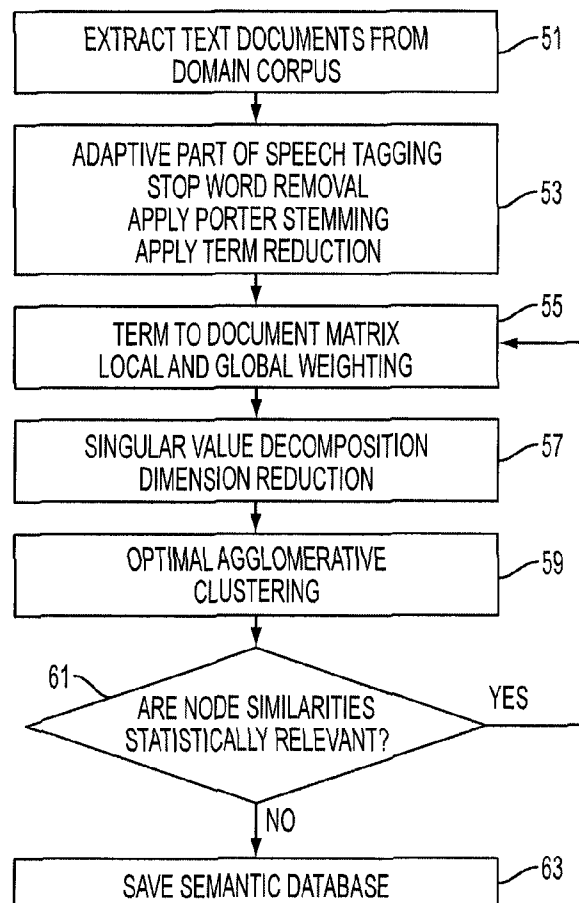 EXTRACT TEXT DOCUMENTS FROM
DOMAIN CORPUS
51
ADAPTIVE PART OF SPEECH TAGGING
STOP WORD REMOVAL
APPLY PORTER STEMMING
APPLY TERM REDUCTION
53
55
TERM TO DOCUMENT MATRIX
LOCAL AND GLOBAL WEIGHTING
SINGULAR VALUE DECOMPOSITION
DIMENSION REDUCTION
57
OPTIMAL AGGLOMERATIVE
CLUSTERING
59
61
ARE NODE SIMILARITIES
STATISTICALLY RELEVANT?
YES
NO
SAVE SEMANTIC DATABASE
63